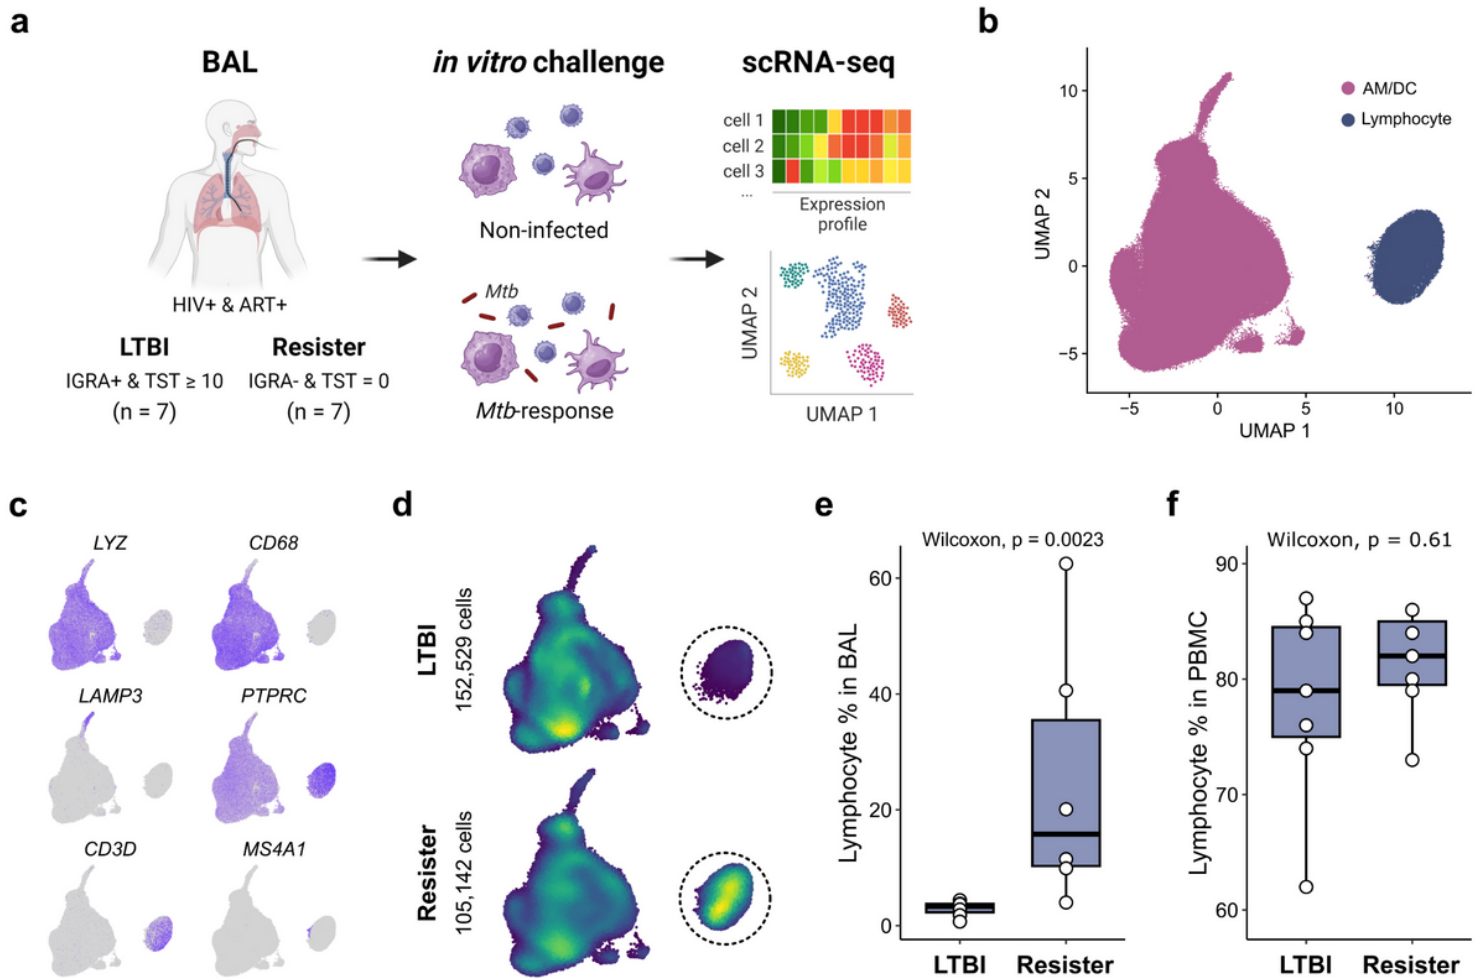 a
BAL
in vitro challenge
scRNA-seq
cell 1
cell 2
cell 3
...
Expression
profile
Non-infected
HIV+ & ART+
LTBI
Resister
IGRA+ & TST ≥ 10
IGRA- & TST = 0
(n = 7)
(n = 7)
Mtb
Mtb-response
UMAP 2
UMAP 1
b
AM/DC
Lymphocyte
10
5
0
−5
UMAP 2
−5
0
5
10
UMAP 1
c
LYZ
CD68
LAMP3
PTPRC
CD3D
MS4A1
d
LTBI
152,529 cells
Resister
105,142 cells
e
Wilcoxon, p = 0.0023
60
40
20
0
Lymphocyte % in BAL
LTBI
Resister
f
Wilcoxon, p = 0.61
90
80
70
60
Lymphocyte % in PBMC
LTBI
Resister